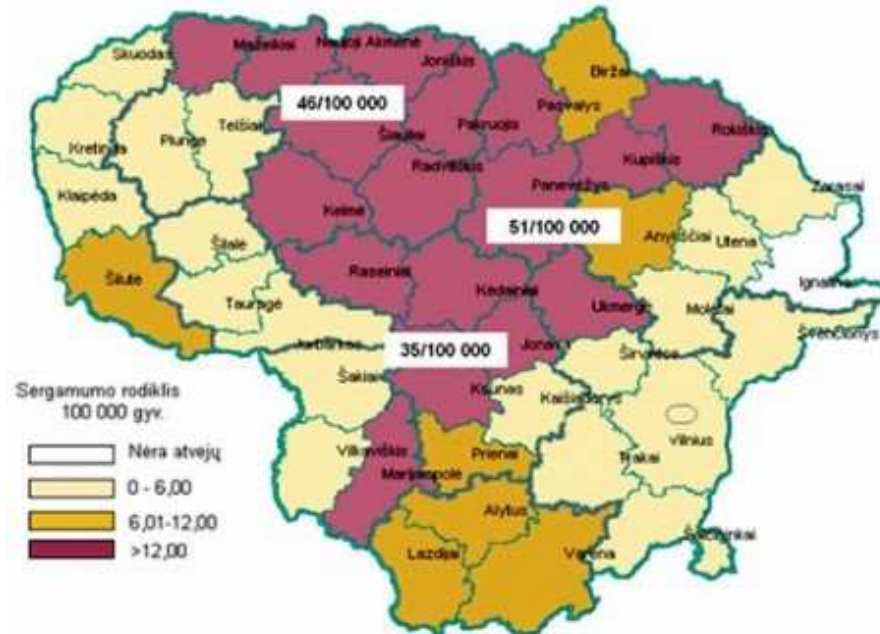 Skuodas
Mažeikiai
Naujoji Akmenė
Joniškis
Biržai
46/100 000
Pasvalys
Rokiškis
Kretinga
Plungė
Telšiai
Šiauliai
Pakruojis
Radviliškis
Kupiškis
Klaipėda
Kelmė
Panevėžys
Zarasai
51/100 000
Anykščiai
Utena
Šilalė
Šilutė
Raseiniai
Kėdainiai
Ignalina
Tauragė
Ukmergė
Molėtai
Švenčionys
Jurbarkas
35/100 000
Jonava
Širvintos
Šakiai
Kaunas
Kaišiadorys
Sergamumo rodiklis
100 000 gyv.
Vilnius
Nėra atvejų
Vilkaviškis
Prienai
Trakai
0 - 6,00
Marijampolė
6,01-12,00
Alytus
>12,00
Lazdijai
Varėna
Šalčininkai